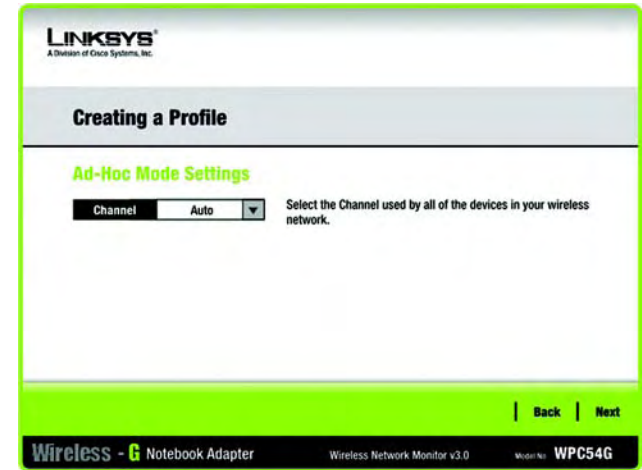 LINKSYS®
A Division of Cisco Systems, Inc.
Creating a Profile
Ad-Hoc Mode Settings
Channel Auto
Select the Channel used by all of the devices in your wireless
network.
Back Next
Wireless - G Notebook Adapter Wireless Network Monitor v3.0 Model No WPC54G